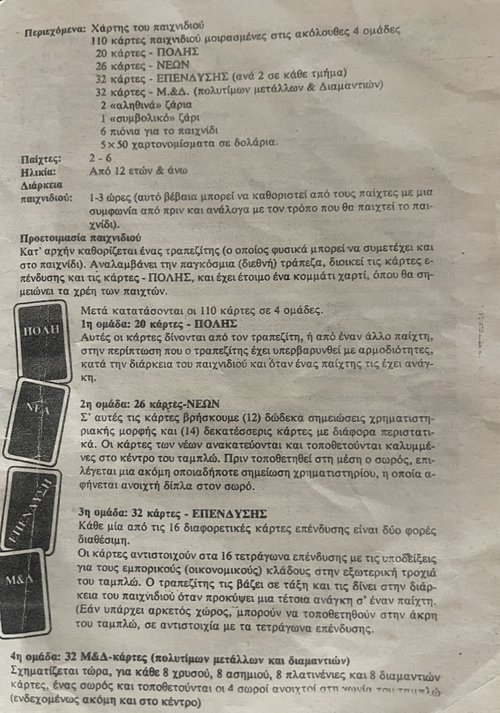 Περιεχόμενα: Χάρτης του παιχνιδιού
110 κάρτες παιχνιδιού μοιρασμένες στις ακόλουθες 4 ομάδες
20 κάρτες - ΠΟΛΗΣ
26 κάρτες - ΝΕΩΝ
32 κάρτες - ΕΠΕΝΔΥΣΗΣ (ανά 2 σε κάθε τμήμα)
32 κάρτες - Μ.&Δ. (πολυτίμων μετάλλων & Διαμαντιών)
2 «αληθινά» ζάρια
1 «συμβολικό» ζάρι
6 πιόνια για το παιχνίδι
5×50 χαρτονομίσματα σε δολάρια.
Παίχτες: 2 - 6
Ηλικία: Από 12 ετών & άνω
Διάρκεια
παιχνιδιού: 1-3 ώρες (αυτό βέβαια μπορεί να καθοριστεί από τους παίχτες με μια
συμφωνία από πριν και ανάλογα με τον τρόπο που θα παιχτεί το παι-
χνίδι).
Προετοιμασία παιχνιδιού
Κατ' αρχήν καθορίζεται ένας τραπεζίτης (ο οποίος φυσικά μπορεί να συμετέχει και
στο παιχνίδι). Αναλαμβάνει την παγκόσμια (διεθνή) τράπεζα, διοικεί τις κάρτες ε-
πένδυσης και τις κάρτες - ΠΟΛΗΣ, και έχει έτοιμο ένα κομμάτι χαρτί, όπου θα ση-
μειώνει τα χρέη των παιχτών.
Μετά κατατάσονται οι 110 κάρτες σε 4 ομάδες.
1η ομάδα: 20 κάρτες - ΠΟΛΗΣ
Αυτές οι κάρτες δίνονται από τον τραπεζίτη, ή από έναν άλλο παίχτη,
στην περίπτωση που ο τραπεζίτης έχει υπερβαρυνθεί με αρμοδιότητες,
κατά την διάρκεια του παιχνιδιού και όταν ένας παίχτης τις έχει ανάγ-
κη.
ΠΟΛΗ
2η ομάδα: 26 κάρτες-ΝΕΩΝ
Σ' αυτές τις κάρτες βρήσκουμε (12) δώδεκα σημειώσεις χρηματιστη-
ριακής μορφής και (14) δεκατέσσερις κάρτες με διάφορα περιστατι-
κά. Οι κάρτες των νέων ανακατεύονται και τοποθετούνται καλυμμέ-
νες στο κέντρο του ταμπλώ. Πριν τοποθετηθεί στη μέση ο σωρός, επι-
λέγεται μια ακόμη οποιαδήποτε σημείωση χρηματιστηρίου, η οποία α-
φήνεται ανοιχτή δίπλα στον σωρό.
ΝΕΑ
3η ομάδα: 32 κάρτες - ΕΠΕΝΔΥΣΗΣ
Κάθε μία από τις 16 διαφορετικές κάρτες επένδυσης είναι δύο φορές
διαθέσιμη.
Οι κάρτες αντιστοιχούν στα 16 τετράγωνα επένδυσης με τις υποδείξεις
για τους εμπορικούς (οικονομικούς) κλάδους στην εξωτερική τροχιά
του ταμπλώ. Ο τραπεζίτης τις βάζει σε τάξη και τις δίνει στην διάρ-
κεια του παιχνιδιού όταν προκύψει μια τέτοια ανάγκη σ' έναν παίχτη.
(Εάν υπάρχει αρκετός χώρος, μπορούν να τοποθετηθούν στην άκρη
του ταμπλώ, σε αντιστοιχία με τα τετράγωνα επένδυσης.
ΕΠΕΝΔΥΣΗ
Μ&Δ
4η ομάδα: 32 Μ&Δ-κάρτες (πολυτίμων μετάλλων και διαμαντιών)
Σχηματίζεται τώρα, για κάθε 8 χρυσού, 8 ασημιού, 8 πλατινένιες και 8 διαμαντιών
κάρτες, ένας σωρός και τοποθετούνται οι 4 σωροί ανοιχτοί στη γωνία του ταμπλώ
(ενδεχομένως ακόμη και στο κέντρο)